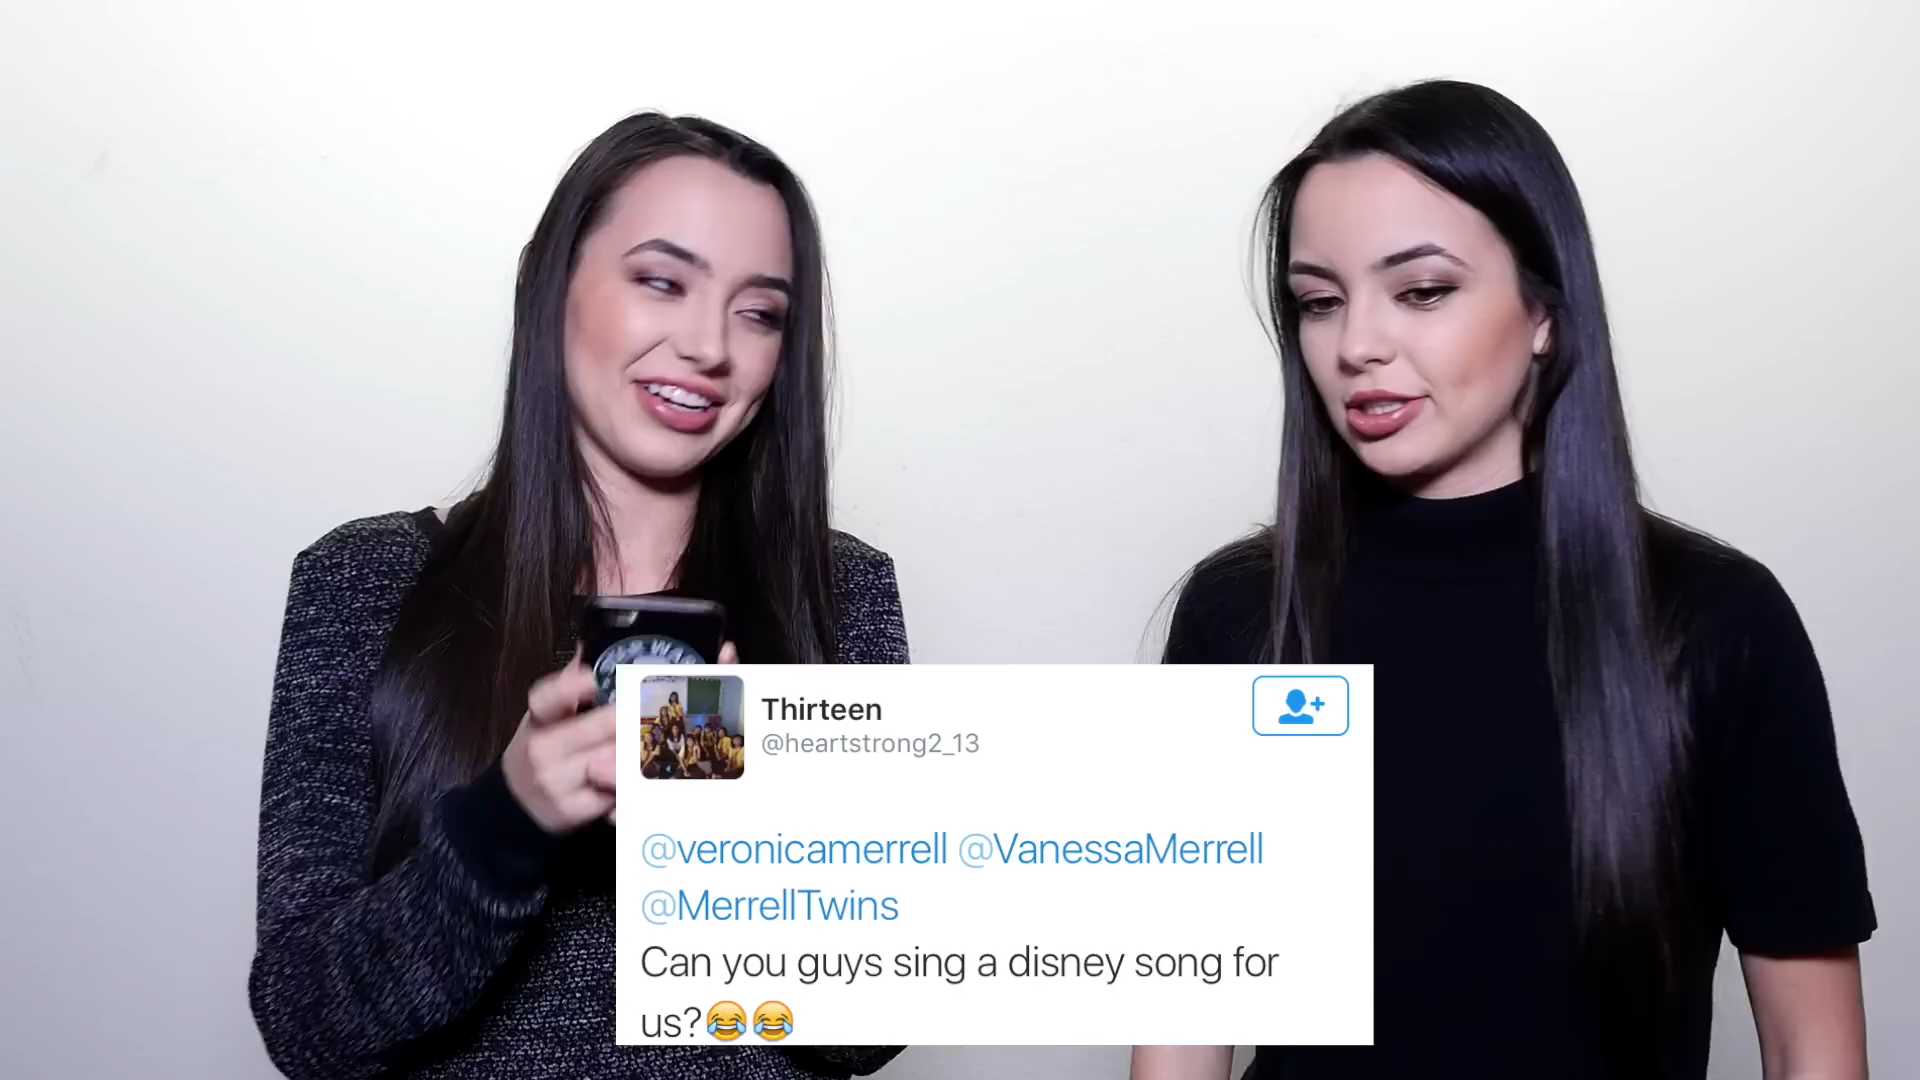 Thirteen
@heartstrong2_13
@veronicamerrell @VanessaMerrell
@MerrellTwins
Can you guys sing a disney song for
us?😂😂